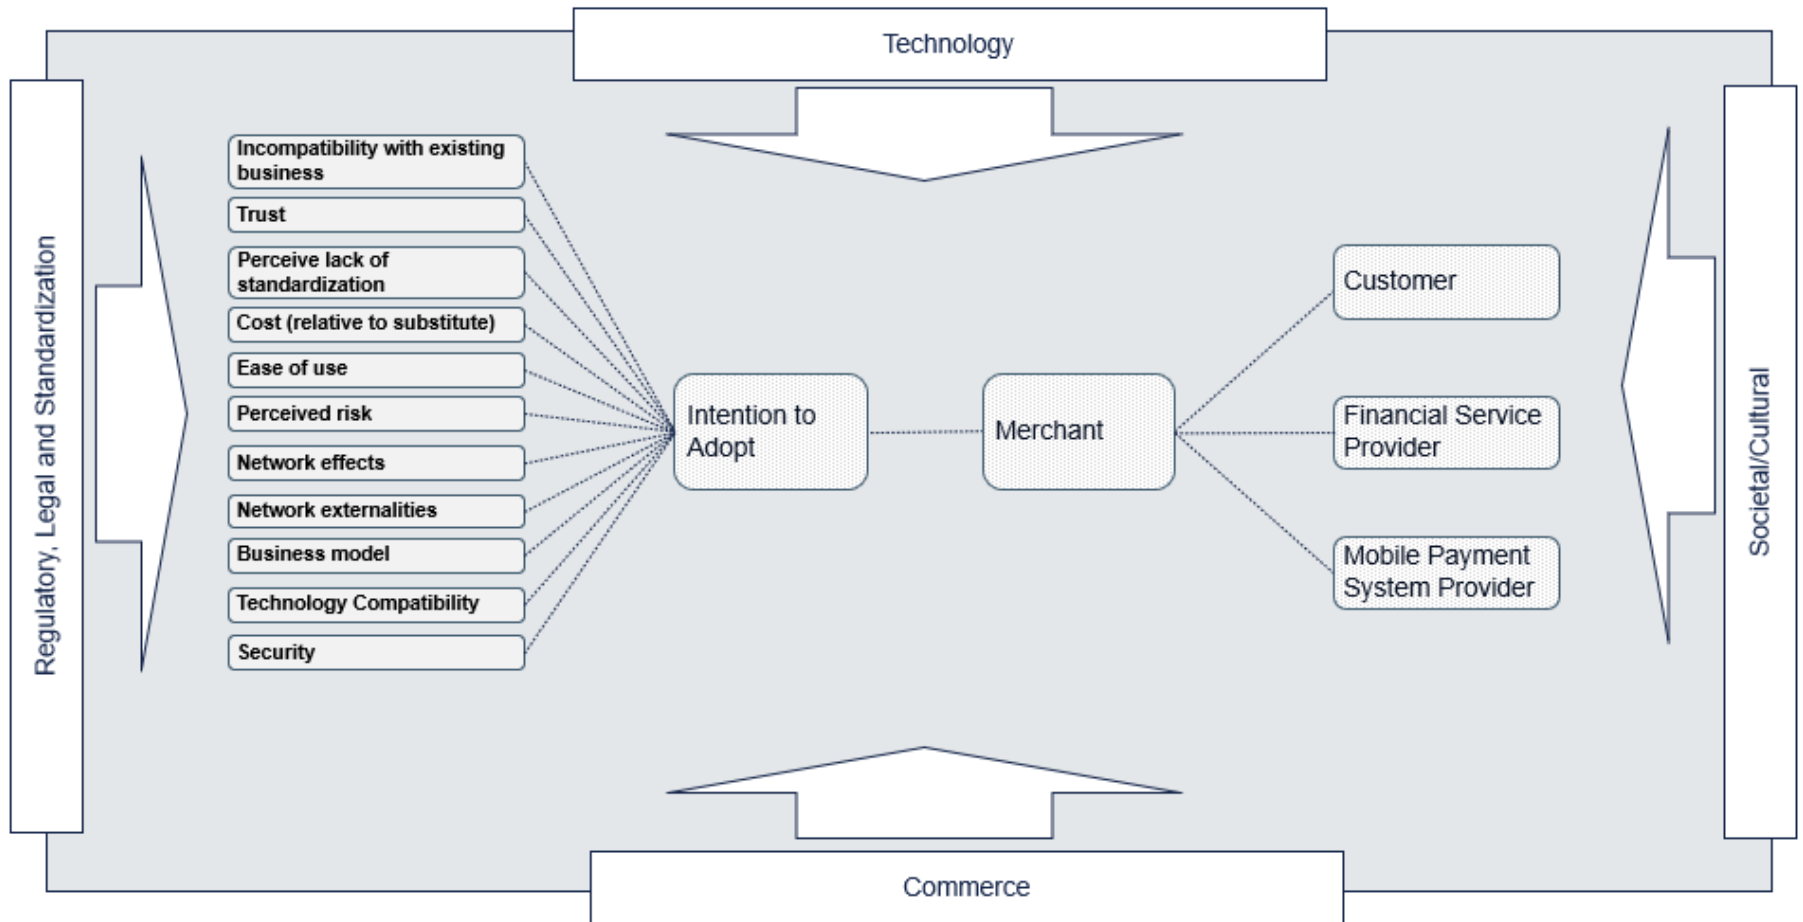 Technology
Regulatory, Legal and Standardization
Incompatibility with existing
business
Trust
Perceive lack of
standardization
Cost (relative to substitute)
Ease of use
Perceived risk
Network effects
Network externalities
Business model
Technology Compatibility
Security
Intention to
Adopt
Merchant
Customer
Financial Service
Provider
Mobile Payment
System Provider
Societal/Cultural
Commerce